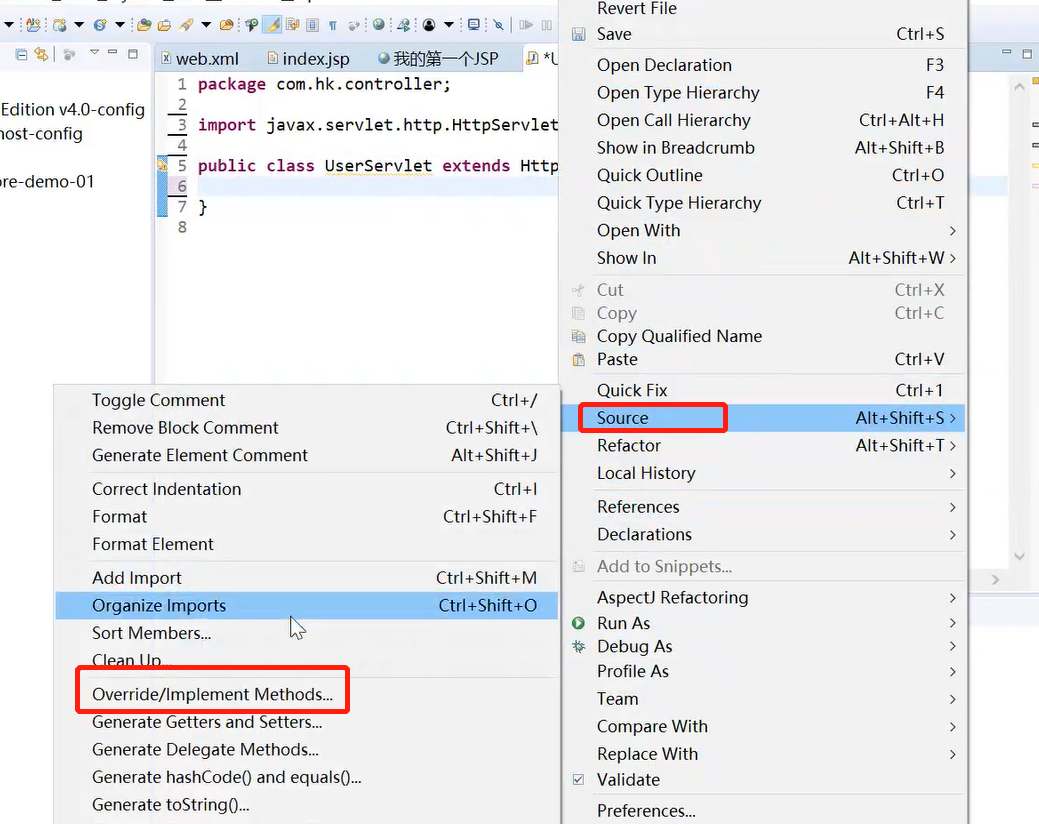 Revert File
Save Ctrl+S
web.xml index.jsp 我的第一个JSP
Open Declaration F3
1 package com.hk.controller;
Open Type Hierarchy F4
2
Edition v4.0-config
3 import javax.servlet.http.HttpServlet
Open Call Hierarchy Ctrl+Alt+H
host-config
4
Show in Breadcrumb Alt+Shift+B
5 public class UserServlet extends Http
Quick Outline Ctrl+O
re-demo-01
6
Quick Type Hierarchy Ctrl+T
7 }
8
Open With
Show In Alt+Shift+W
Cut Ctrl+X
Copy Ctrl+C
Copy Qualified Name
Paste Ctrl+V
Quick Fix Ctrl+1
Source Alt+Shift+S
Refactor Alt+Shift+T
Local History
References
Declarations
Add to Snippets...
AspectJ Refactoring
Run As
Debug As
Profile As
Team
Compare With
Replace With
Validate
Preferences...
Toggle Comment Ctrl+/
Remove Block Comment Ctrl+Shift+\
Generate Element Comment Alt+Shift+J
Correct Indentation Ctrl+I
Format Ctrl+Shift+F
Format Element
Add Import Ctrl+Shift+M
Organize Imports Ctrl+Shift+O
Sort Members...
Clean Up...
Override/Implement Methods...
Generate Getters and Setters...
Generate Delegate Methods...
Generate hashCode() and equals()...
Generate toString()...